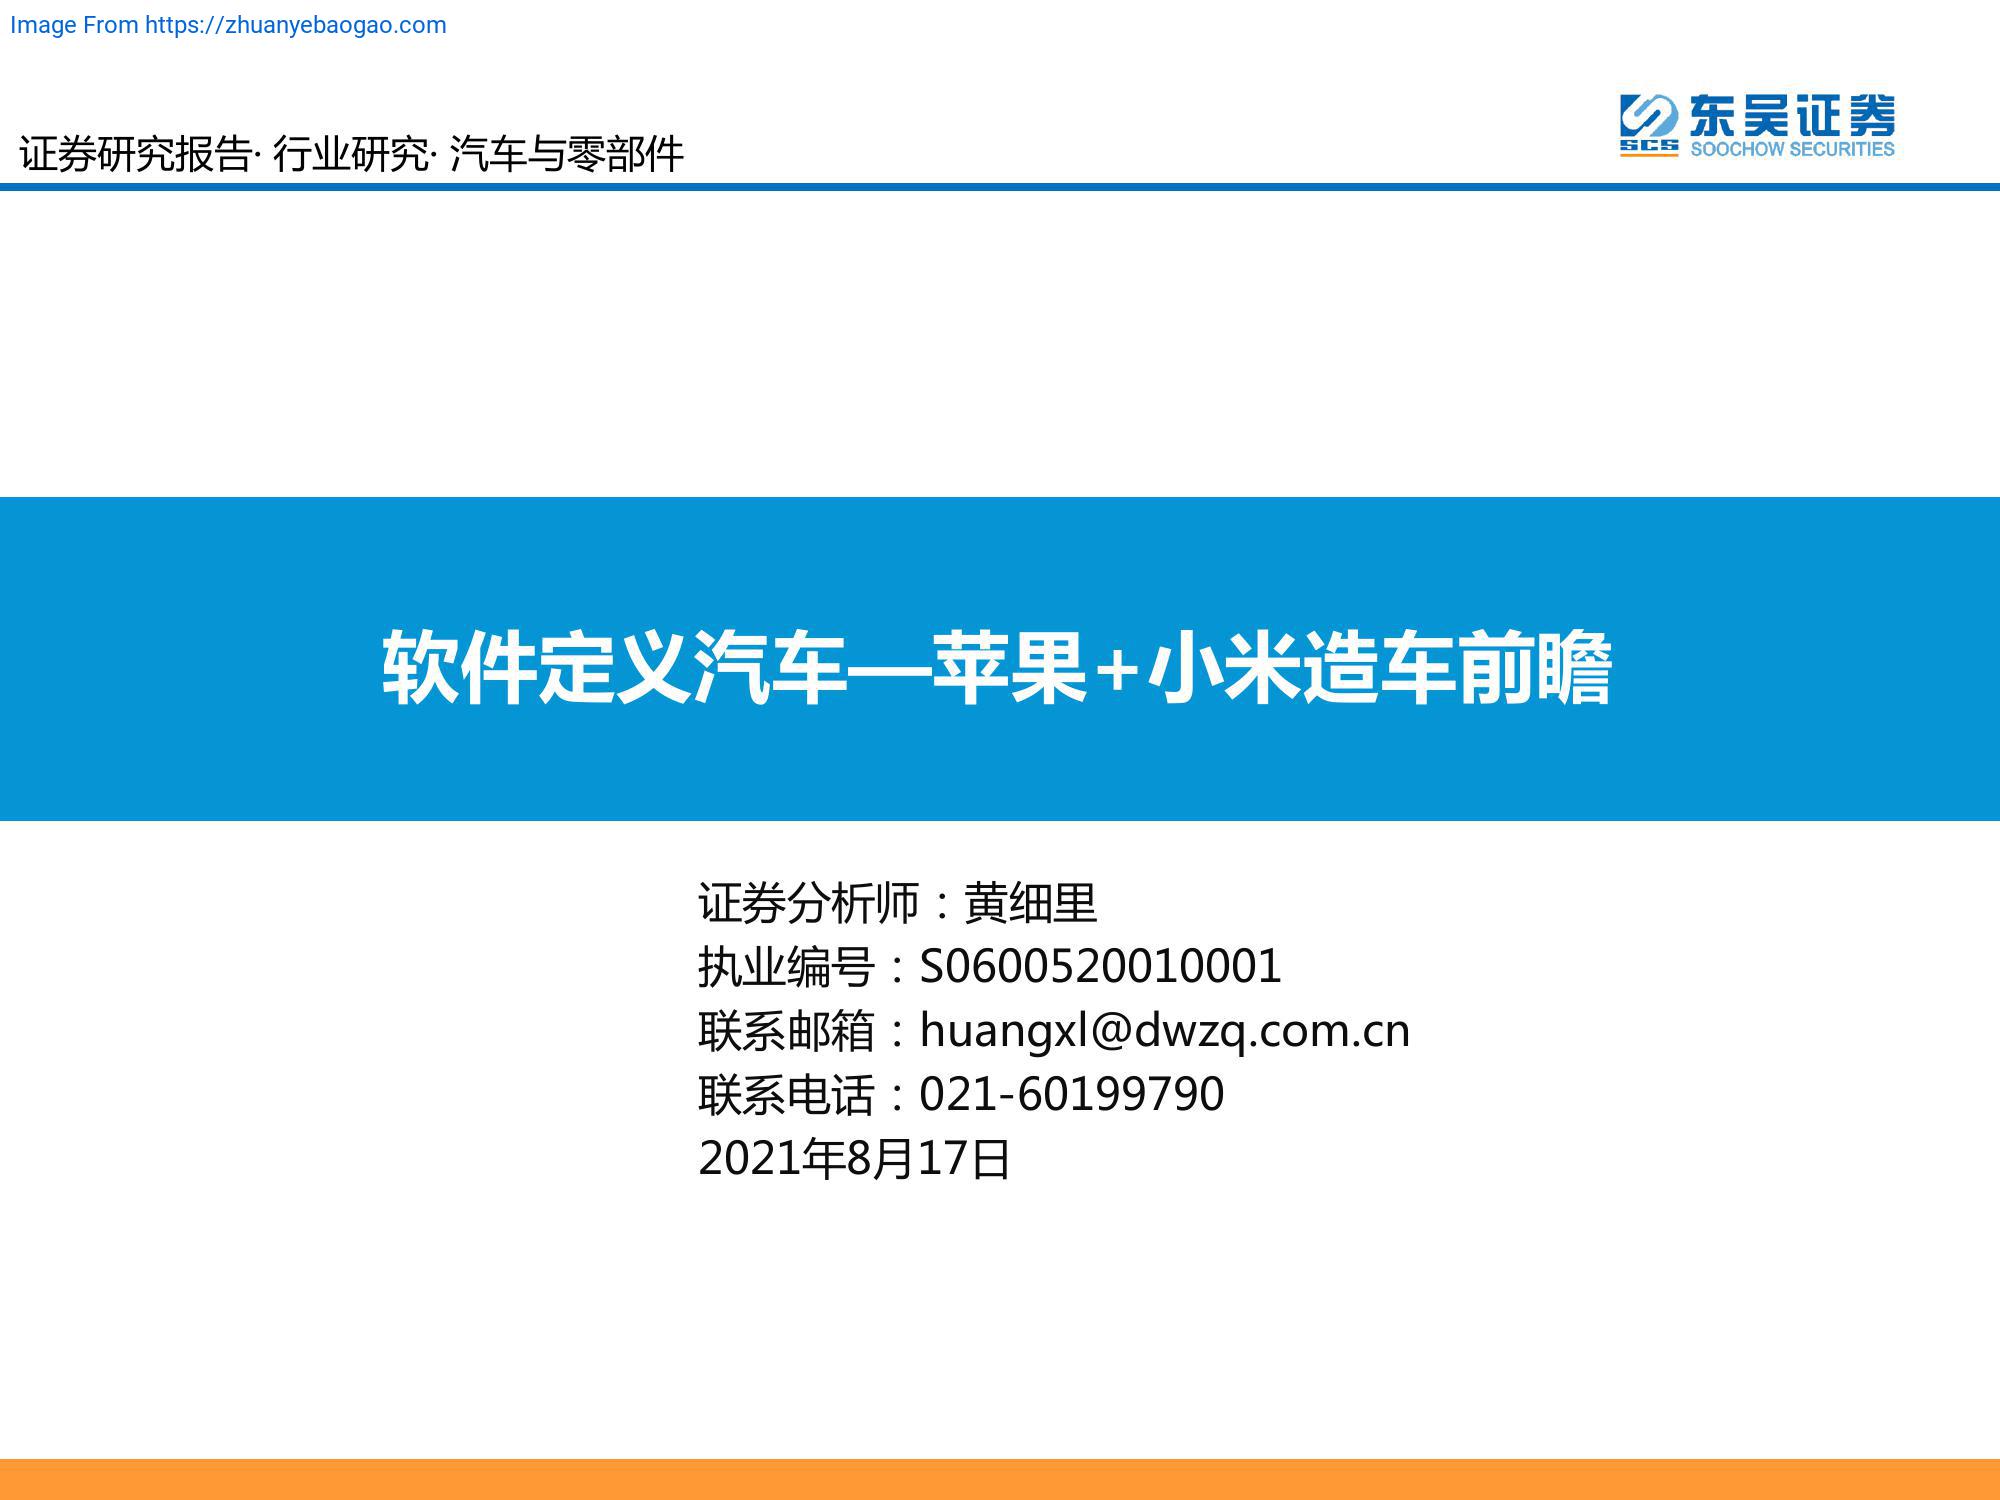 Image From https://zhuanyebaogao.com
东吴证券
SCS
SOOCHOW SECURITIES
证券研究报告· 行业研究· 汽车与零部件
软件定义汽车—苹果+小米造车前瞻
证券分析师：黄细里
执业编号：S0600520010001
联系邮箱：huangxl@dwzq.com.cn
联系电话：021-60199790
2021年8月17日